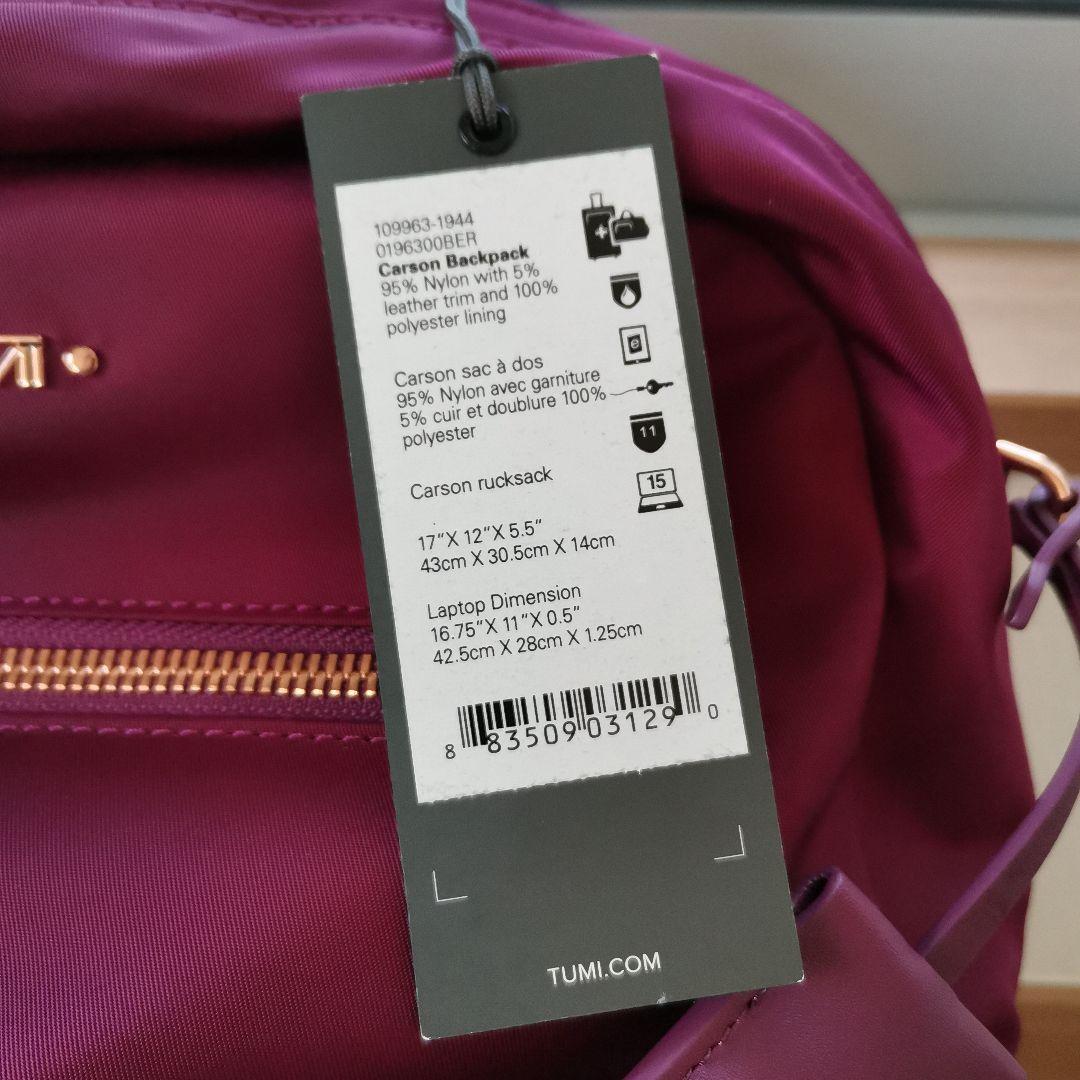 109963-1944
0196300BER
Carson Backpack
95% Nylon with 5%
leather trim and 100%
polyester lining
Carson sac à dos
95% Nylon avec garniture
5% cuir et doublure 100%
polyester
Carson rucksack
17"X 12"X 5.5"
43cm X 30.5cm X 14cm
Laptop Dimension
16.75"X 11"X 0.5"
42.5cm X 28cm X 1.25cm
e
11
15
8 83509 03129 0
TUMI.COM